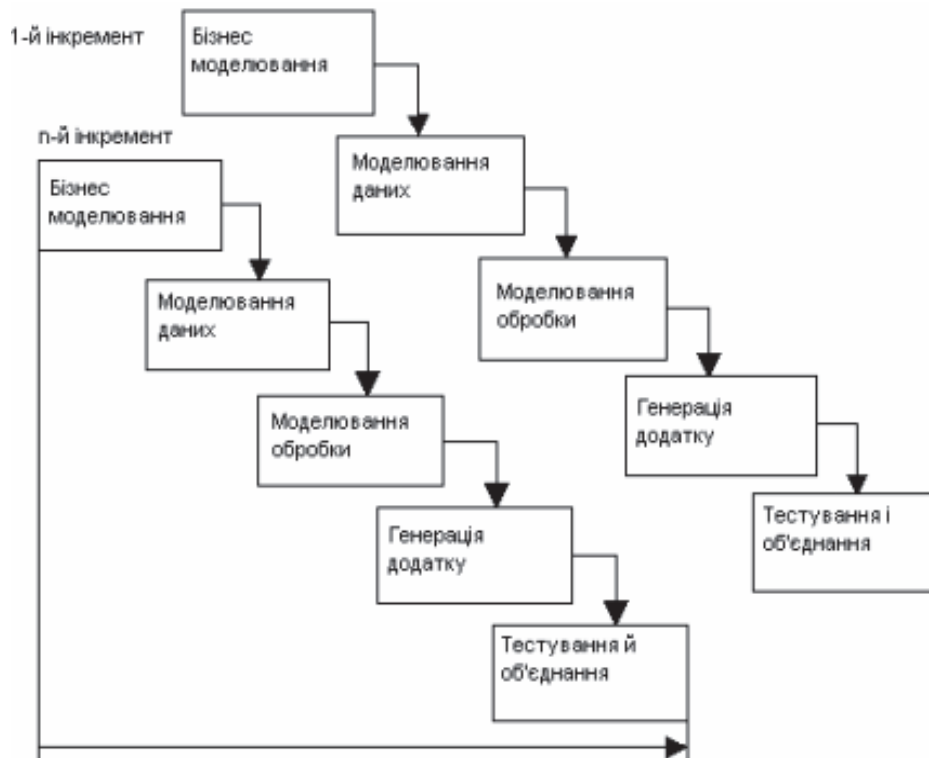 1-й інкремент
Бізнес
моделювання
Моделювання
даних
Моделювання
обробки
Генерація
додатку
Тестування і
об'єднання
n-й інкремент
Бізнес
моделювання
Моделювання
даних
Моделювання
обробки
Генерація
додатку
Тестування й
об'єднання